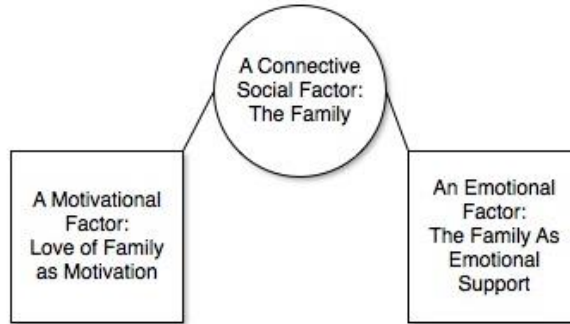 A Connective
Social Factor:
The Family
A Motivational
Factor:
Love of Family
as Motivation
An Emotional
Factor:
The Family As
Emotional
Support